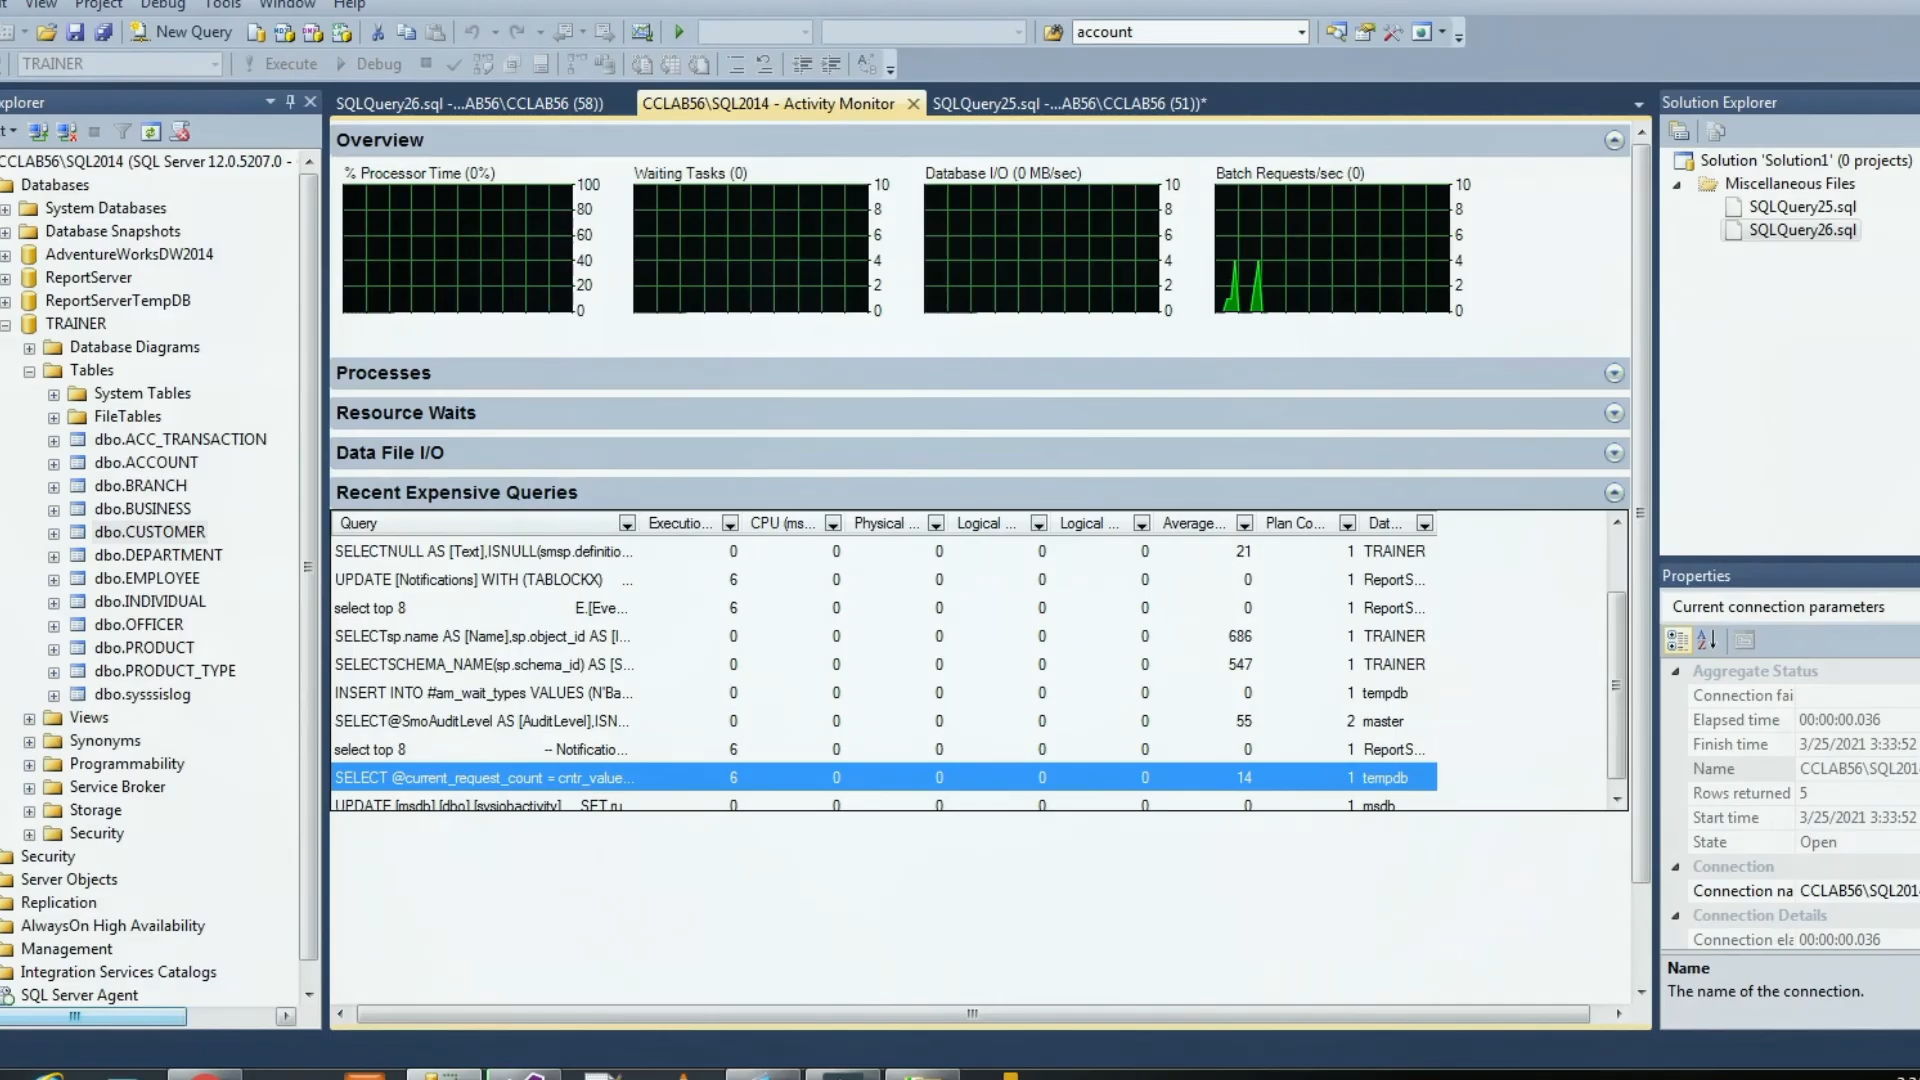 View Project Debug Tools Window Help
New Query account
TRAINER Execute Debug
xplorer
CCLAB56\SQL2014 (SQL Server 12.0.5207.0 -
Databases
System Databases
Database Snapshots
AdventureWorksDW2014
ReportServer
ReportServerTempDB
TRAINER
Database Diagrams
Tables
System Tables
FileTables
dbo.ACC_TRANSACTION
dbo.ACCOUNT
dbo.BRANCH
dbo.BUSINESS
dbo.CUSTOMER
dbo.DEPARTMENT
dbo.EMPLOYEE
dbo.INDIVIDUAL
dbo.OFFICER
dbo.PRODUCT
dbo.PRODUCT_TYPE
dbo.sysssislog
Views
Synonyms
Programmability
Service Broker
Storage
Security
Security
Server Objects
Replication
AlwaysOn High Availability
Management
Integration Services Catalogs
SQL Server Agent
SQLQuery26.sql -...AB56\CCLAB56 (58)) CCLAB56\SQL2014 - Activity Monitor SQLQuery25.sql -...AB56\CCLAB56 (51))*
Overview
% Processor Time (0%)
100
80
60
40
20
0
Waiting Tasks (0)
10
8
6
4
2
0
Database I/O (0 MB/sec)
10
8
6
4
2
0
Batch Requests/sec (0)
10
8
6
4
2
0
Processes
Resource Waits
Data File I/O
Recent Expensive Queries
Query Executio... CPU (ms... Physical ... Logical ... Logical ... Average... Plan Co... Dat...
SELECTNULL AS [Text],ISNULL(smsp.definitio... 0 0 0 0 0 21 1 TRAINER
UPDATE [Notifications] WITH (TABLOCKX) ... 6 0 0 0 0 0 1 ReportS...
select top 8 E.[Eve... 6 0 0 0 0 0 1 ReportS...
SELECTsp.name AS [Name],sp.object_id AS [I... 0 0 0 0 0 686 1 TRAINER
SELECTSCHEMA_NAME(sp.schema_id) AS [S... 0 0 0 0 0 547 1 TRAINER
INSERT INTO #am_wait_types VALUES (N'Ba... 0 0 0 0 0 0 1 tempdb
SELECT@SmoAuditLevel AS [AuditLevel],ISN... 0 0 0 0 0 55 2 master
select top 8 -- Notificatio... 6 0 0 0 0 0 1 ReportS...
SELECT @current_request_count = cntr_value... 6 0 0 0 0 14 1 tempdb
UPDATE [msdb].[dbo].[sysjobactivity] SET ru... 0 0 0 0 0 0 1 msdb
Solution Explorer
Solution 'Solution1' (0 projects)
Miscellaneous Files
SQLQuery25.sql
SQLQuery26.sql
Properties
Current connection parameters
Aggregate Status
Connection fai
Elapsed time 00:00:00.036
Finish time 3/25/2021 3:33:52
Name CCLAB56\SQL201
Rows returned 5
Start time 3/25/2021 3:33:52
State Open
Connection
Connection na CCLAB56\SQL201
Connection Details
Connection ela 00:00:00.036
Name
The name of the connection.